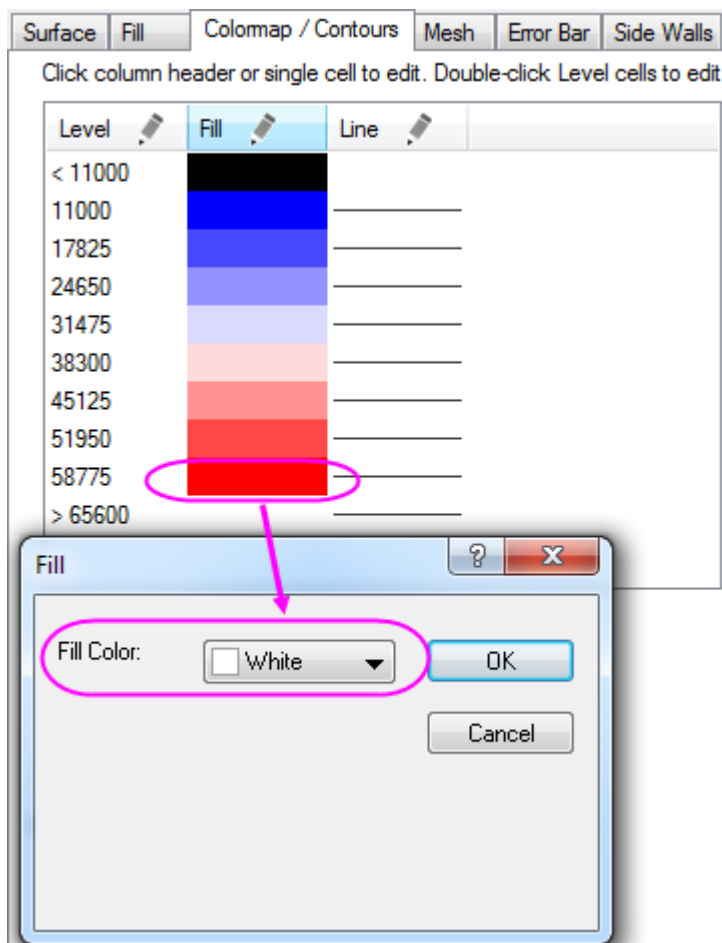 Surface Fill Colormap / Contours Mesh Error Bar Side Walls
Click column header or single cell to edit. Double-click Level cells to edit
Level Fill Line
< 11000
11000
17825
24650
31475
38300
45125
51950
58775
> 65600
Fill
?
Fill Color: White OK
Cancel